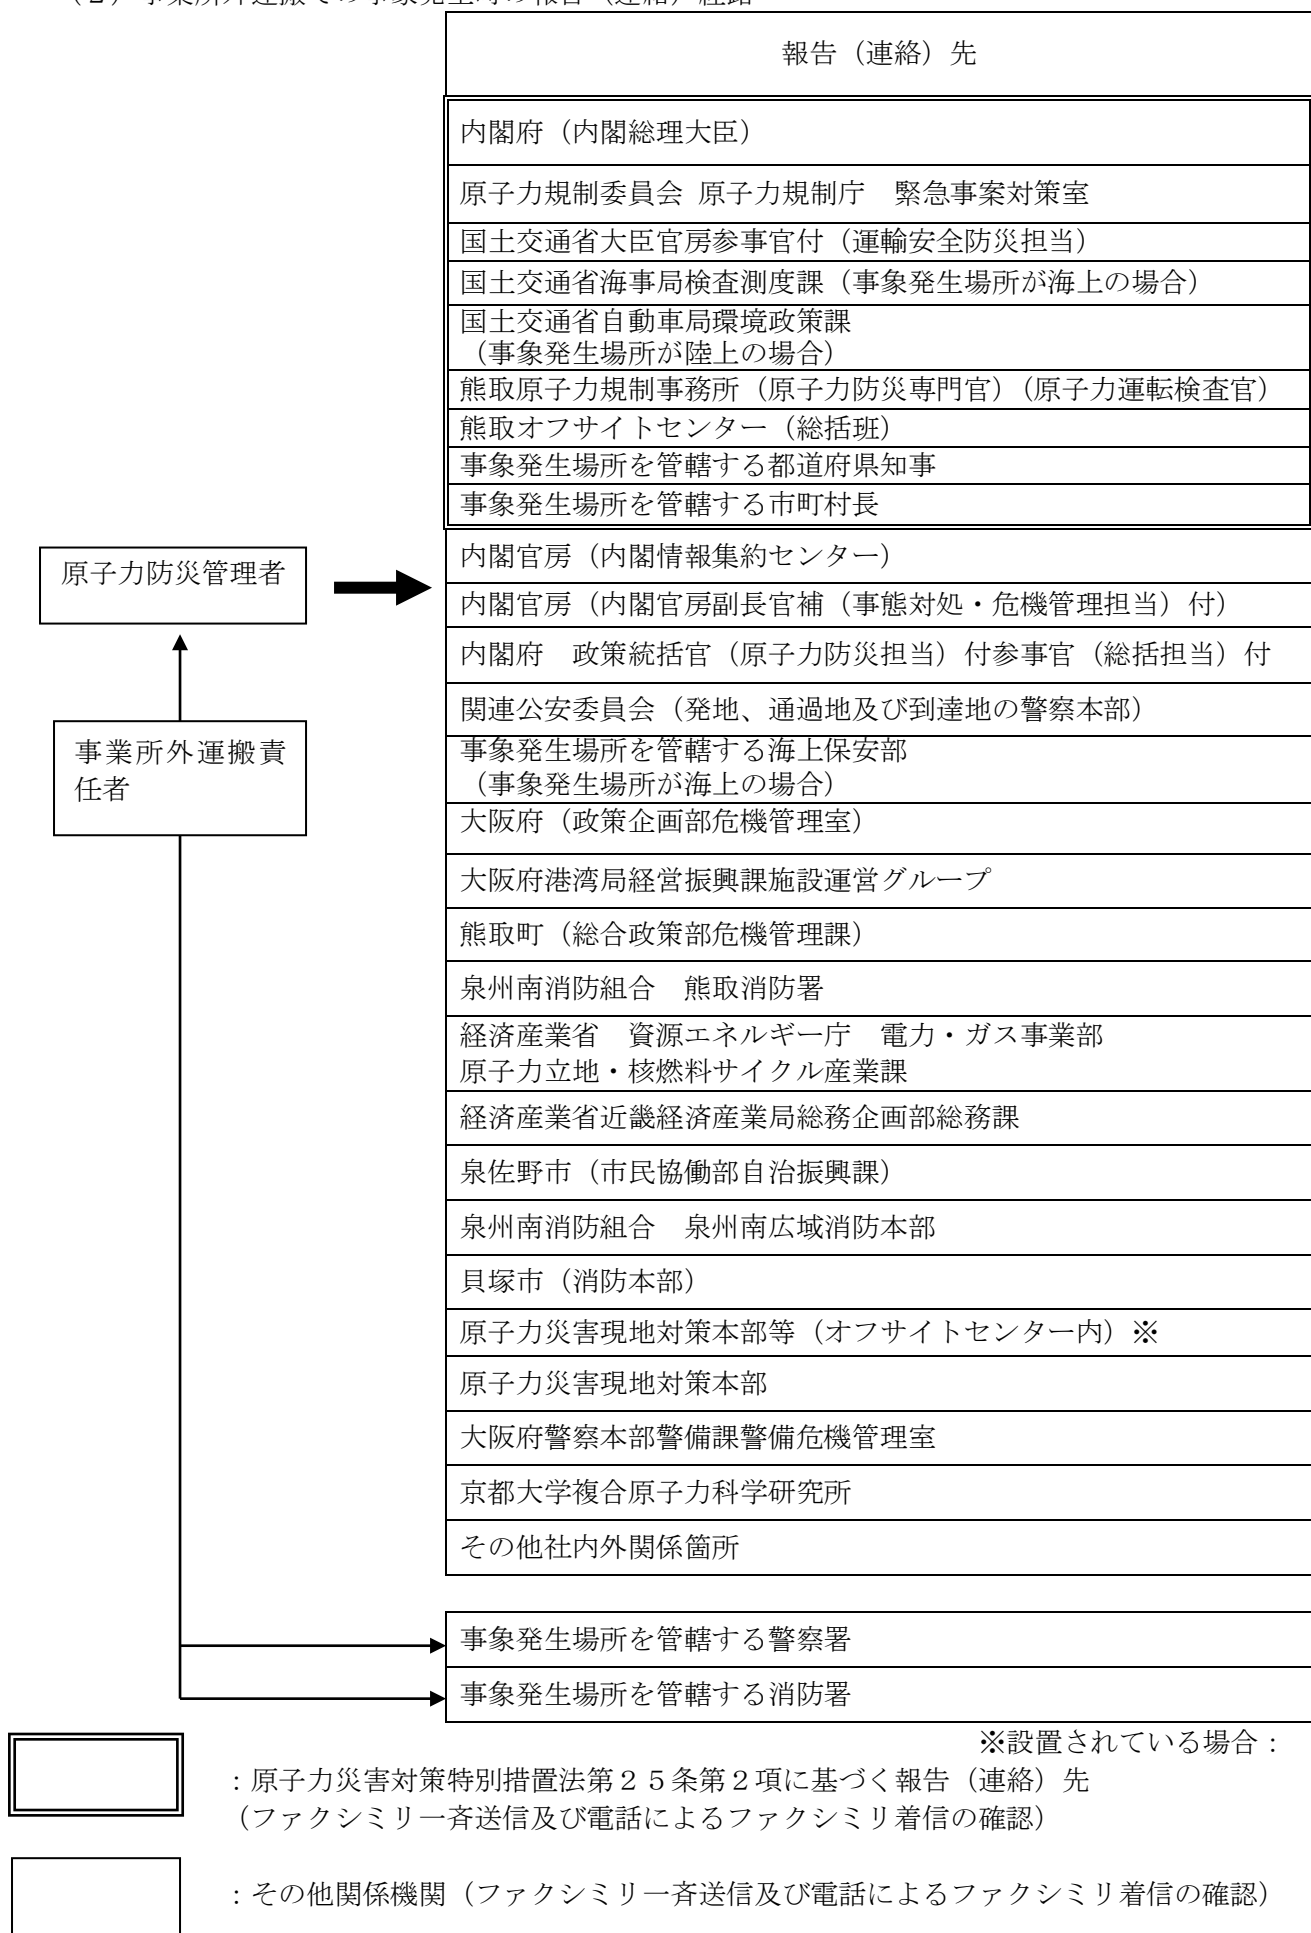 報告（連絡）先
内閣府（内閣総理大臣）
原子力規制委員会 原子力規制庁　緊急事案対策室
国土交通省大臣官房参事官付（運輸安全防災担当）
国土交通省海事局検査測度課（事象発生場所が海上の場合）
国土交通省自動車局環境政策課
（事象発生場所が陸上の場合）
熊取原子力規制事務所（原子力防災専門官）（原子力運転検査官）
熊取オフサイトセンター（総括班）
事象発生場所を管轄する都道府県知事
事象発生場所を管轄する市町村長
原子力防災管理者
内閣官房（内閣情報集約センター）
内閣官房（内閣官房副長官補（事態対処・危機管理担当）付）
内閣府　政策統括官（原子力防災担当）付参事官（総括担当）付
関連公安委員会（発地、通過地及び到達地の警察本部）
事業所外運搬責
任者
事象発生場所を管轄する海上保安部
（事象発生場所が海上の場合）
大阪府（政策企画部危機管理室）
大阪府港湾局経営振興課施設運営グループ
熊取町（総合政策部危機管理課）
泉州南消防組合　熊取消防署
経済産業省　資源エネルギー庁　電力・ガス事業部
原子力立地・核燃料サイクル産業課
経済産業省近畿経済産業局総務企画部総務課
泉佐野市（市民協働部自治振興課）
泉州南消防組合　泉州南広域消防本部
貝塚市（消防本部）
原子力災害現地対策本部等（オフサイトセンター内）※
原子力災害現地対策本部
大阪府警察本部警備課警備危機管理室
京都大学複合原子力科学研究所
その他社内外関係箇所
事象発生場所を管轄する警察署
事象発生場所を管轄する消防署
※設置されている場合：
：原子力災害対策特別措置法第２５条第２項に基づく報告（連絡）先
（ファクシミリ一斉送信及び電話によるファクシミリ着信の確認）
：その他関係機関（ファクシミリ一斉送信及び電話によるファクシミリ着信の確認）